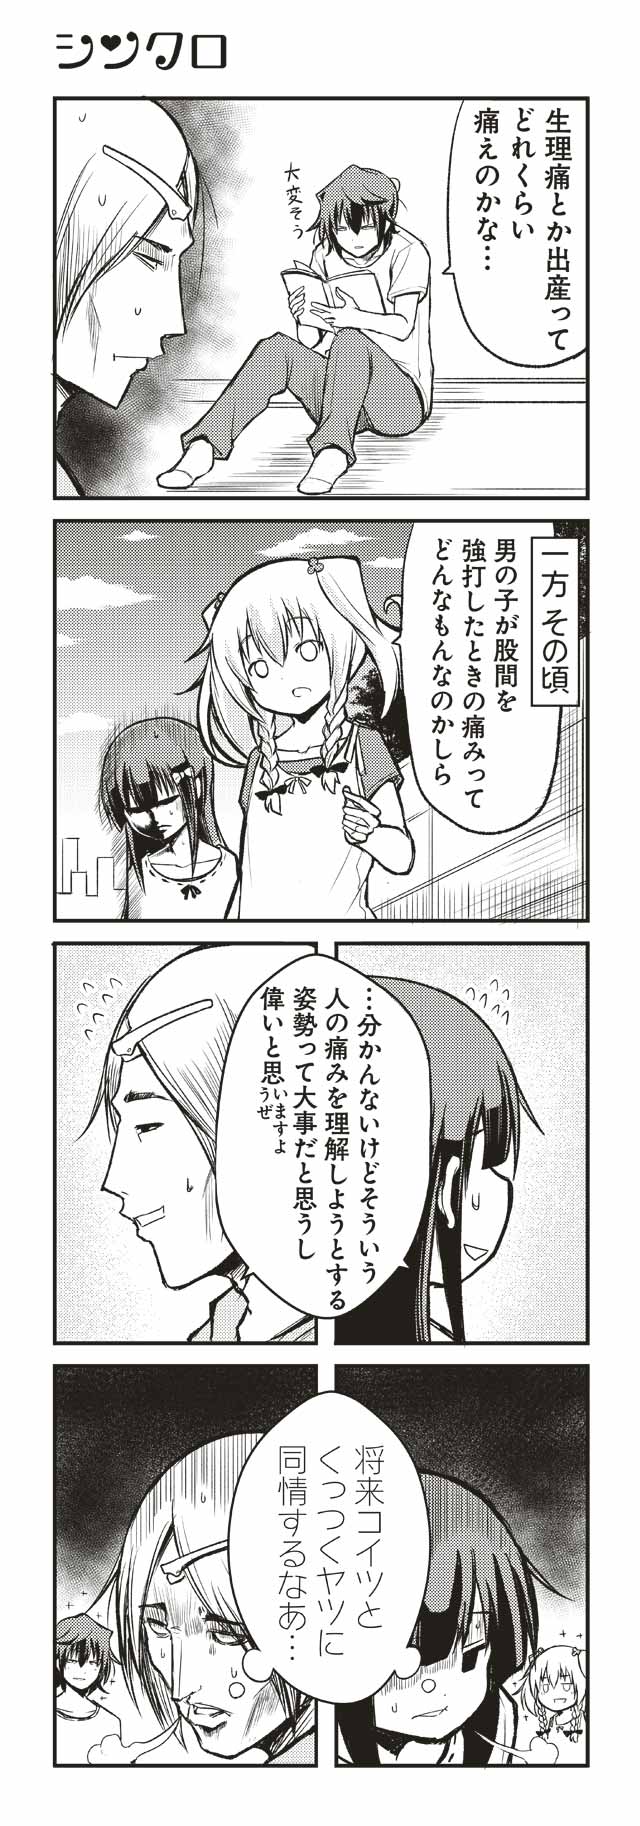 シンクロ
生理痛とか出産って
どれくらい
痛えのかな…
大変そう
一方 その頃
男の子が股間を
強打したときの痛みって
どんなもんなのかしら
…分かんないけどそういう
人の痛みを理解しようとする
姿勢って大事だと思うし
偉いと思いますよ
うぜ
将来コイツと
くっつくヤツに
同情するなあ…